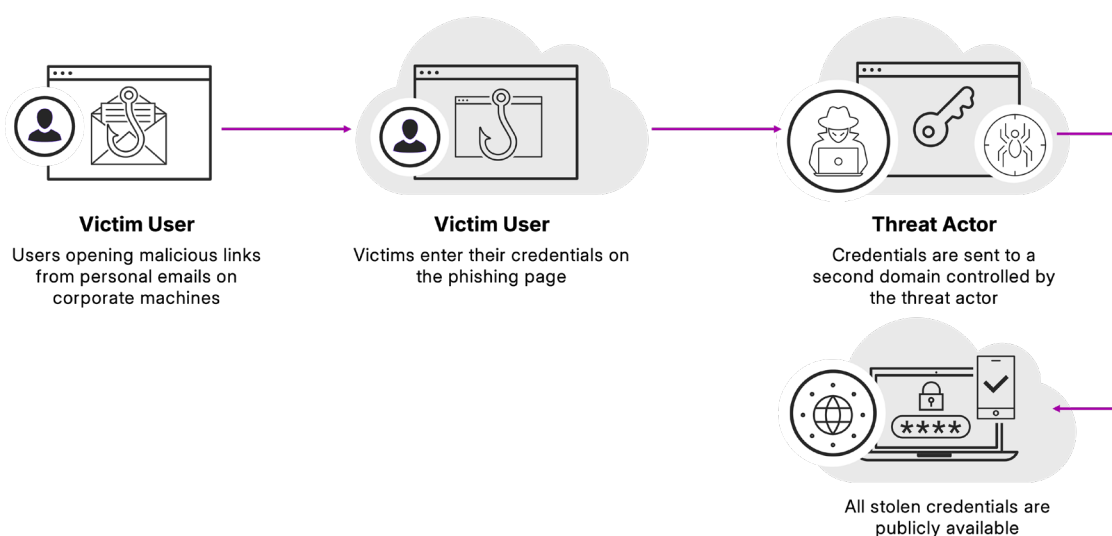 Victim User
Users opening malicious links
from personal emails on
corporate machines
Victim User
Victims enter their credentials on
the phishing page
Threat Actor
Credentials are sent to a
second domain controlled by
the threat actor
****
All stolen credentials are
publicly available